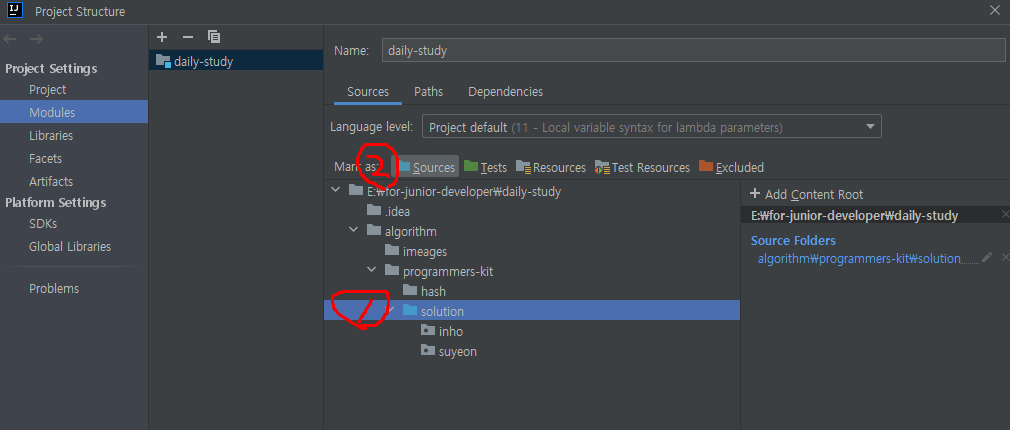 IJ Project Structure
Project Settings
Project
Modules
Libraries
Facets
Artifacts
Platform Settings
SDKs
Global Libraries
Problems
daily-study
Name: daily-study
Sources Paths Dependencies
Language level: Project default (11 - Local variable syntax for lambda parameters)
Mark as: Sources Tests Resources Test Resources Excluded
2
E:₩for-junior-developer₩daily-study
.idea
algorithm
imeages
programmers-kit
hash
1
solution
inho
suyeon
+ Add Content Root
E:₩for-junior-developer₩daily-study
Source Folders
algorithm₩programmers-kit₩solution